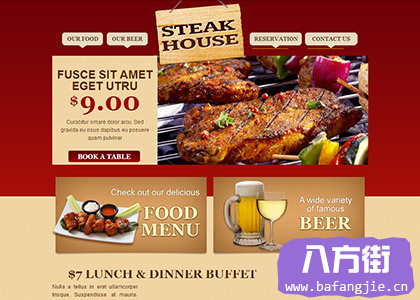 OUR FOOD
OUR BEER
STEAK
HOUSE
RESERVATION
CONTACT US
FUSCE SIT AMET
EGET UTRU
$9.00
Curabitur ornare dolor arcu. Sed
gravida eu risus dapibus eu posuere
quam pulvinar
BOOK A TABLE
Check out our delicious
FOOD
MENU
A wide variety
of famous
BEER
$7 LUNCH & DINNER BUFFET
Nulla a tellus in erat ullamcorper
tristique. Suspendisse at mauris.
八方街
www.bafangjie.cn